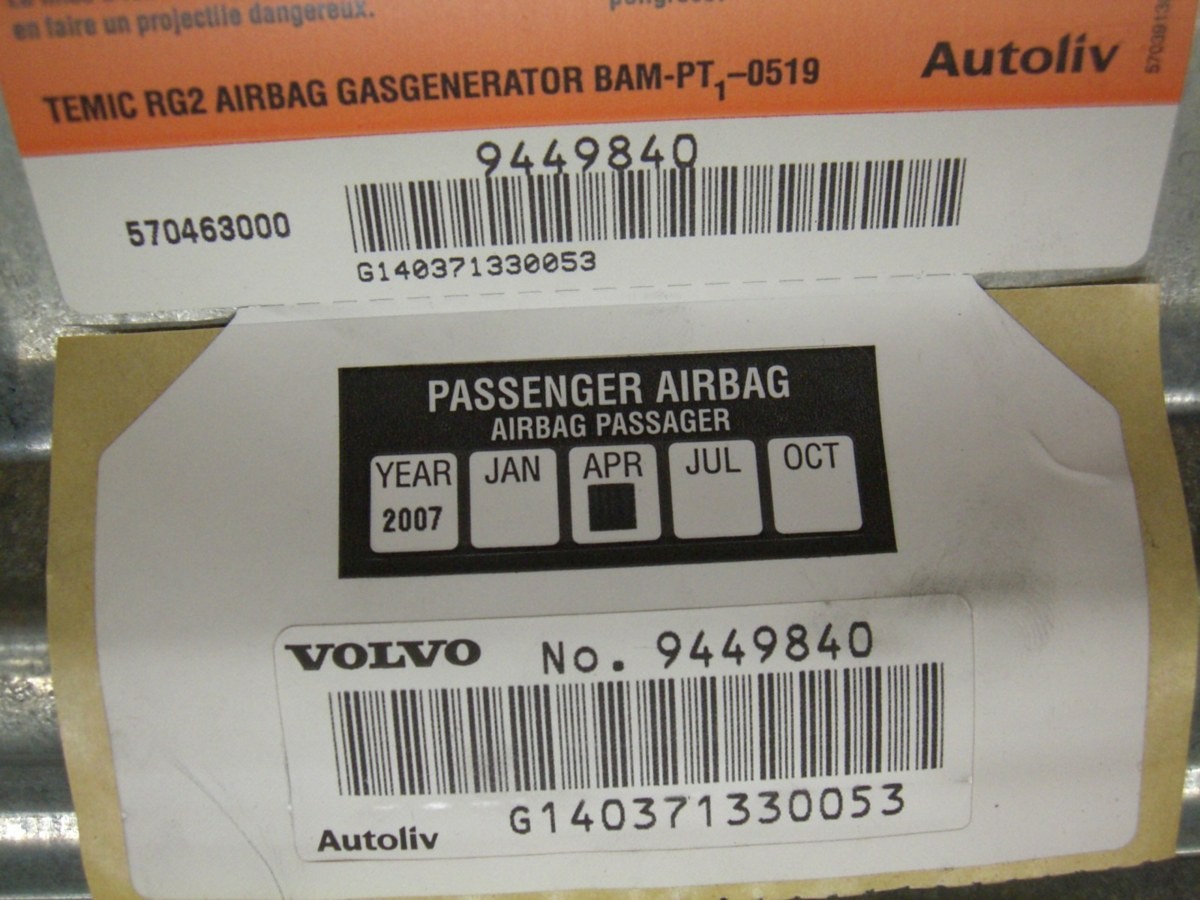 en faire un projectile dangereux.
TEMIC RG2 AIRBAG GASGENERATOR BAM-PT1-0519
Autoliv
9449840
570463000
G140371330053
PASSENGER AIRBAG
AIRBAG PASSAGER
YEAR JAN APR JUL OCT
2007
VOLVO No. 9449840
G140371330053
Autoliv